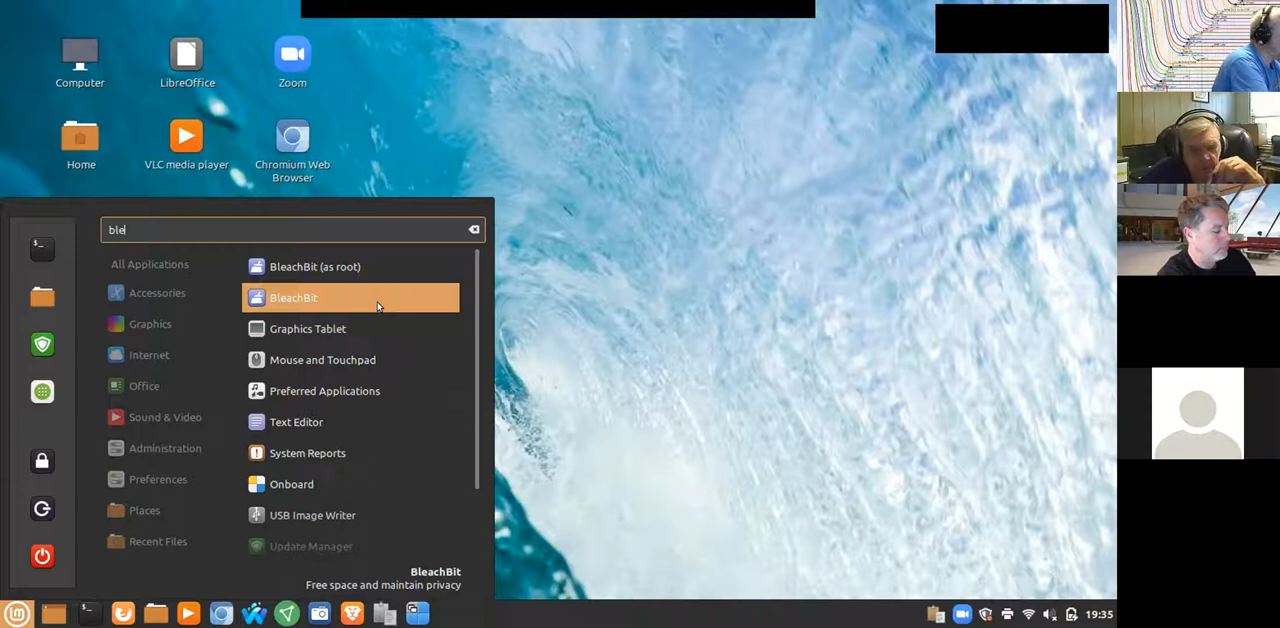 Computer
LibreOffice
Zoom
Home
VLC media player
Chromium Web
Browser
ble
All Applications
Accessories
Graphics
Internet
Office
Sound & Video
Administration
Preferences
Places
Recent Files
BleachBit (as root)
BleachBit
Graphics Tablet
Mouse and Touchpad
Preferred Applications
Text Editor
System Reports
Onboard
USB Image Writer
Update Manager
BleachBit
Free space and maintain privacy
19:35